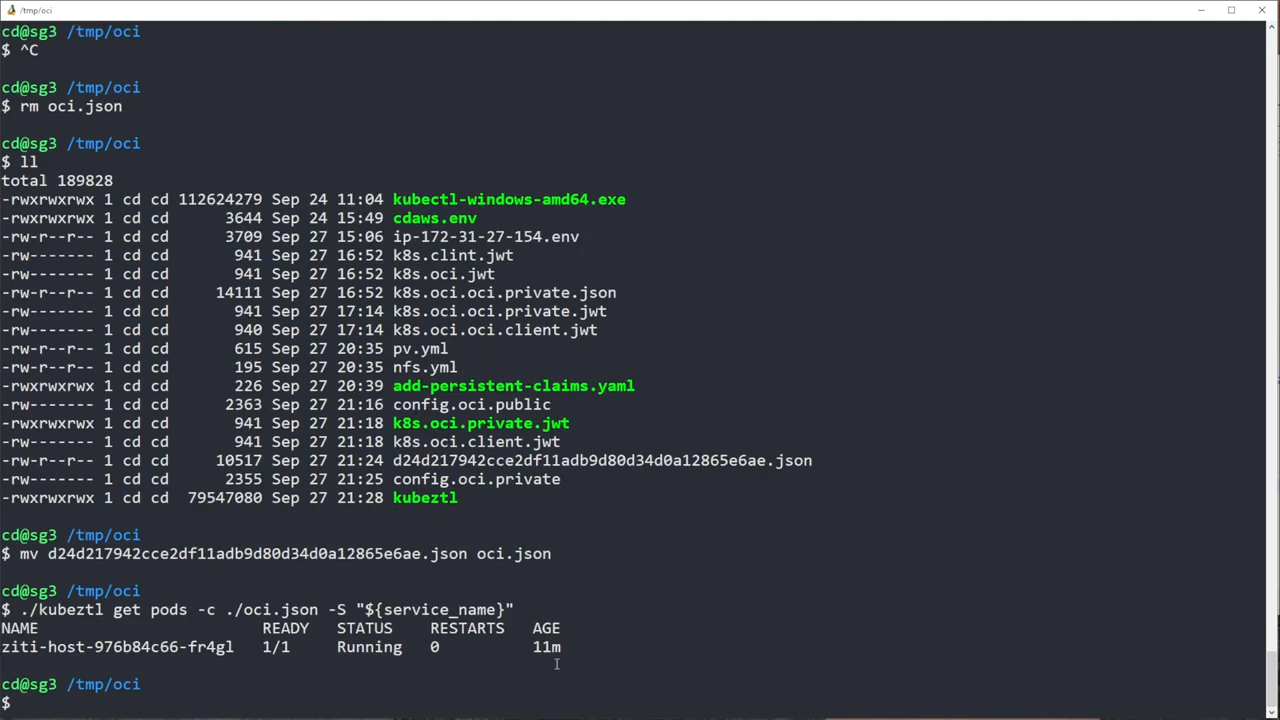 /tmp/oci
cd@sg3 /tmp/oci
$ ^C
cd@sg3 /tmp/oci
$ rm oci.json
cd@sg3 /tmp/oci
$ ll
total 189828
-rwxrwxrwx 1 cd cd 112624279 Sep 24 11:04 kubectl-windows-amd64.exe
-rwxrwxrwx 1 cd cd      3644 Sep 24 15:49 cdaws.env
-rw-r--r-- 1 cd cd      3709 Sep 27 15:06 ip-172-31-27-154.env
-rw------- 1 cd cd       941 Sep 27 16:52 k8s.clint.jwt
-rw------- 1 cd cd       941 Sep 27 16:52 k8s.oci.jwt
-rw-r--r-- 1 cd cd     14111 Sep 27 16:52 k8s.oci.oci.private.json
-rw------- 1 cd cd       941 Sep 27 17:14 k8s.oci.oci.private.jwt
-rw------- 1 cd cd       940 Sep 27 17:14 k8s.oci.oci.client.jwt
-rw-r--r-- 1 cd cd       615 Sep 27 20:35 pv.yml
-rw-r--r-- 1 cd cd       195 Sep 27 20:35 nfs.yml
-rwxrwxrwx 1 cd cd       226 Sep 27 20:39 add-persistent-claims.yaml
-rw-r--r-- 1 cd cd      2363 Sep 27 21:16 config.oci.public
-rwxrwxrwx 1 cd cd       941 Sep 27 21:18 k8s.oci.private.jwt
-rw------- 1 cd cd       941 Sep 27 21:18 k8s.oci.client.jwt
-rw------- 1 cd cd     10517 Sep 27 21:24 d24d217942cce2df11adb9d80d34d0a12865e6ae.json
-rw-r--r-- 1 cd cd      2355 Sep 27 21:25 config.oci.private
-rwxrwxrwx 1 cd cd  79547080 Sep 27 21:28 kubeztl
cd@sg3 /tmp/oci
$ mv d24d217942cce2df11adb9d80d34d0a12865e6ae.json oci.json
cd@sg3 /tmp/oci
$ ./kubeztl get pods -c ./oci.json -S "${service_name}"
NAME                        READY   STATUS    RESTARTS   AGE
ziti-host-976b84c66-fr4gl   1/1     Running   0          11m
cd@sg3 /tmp/oci
$